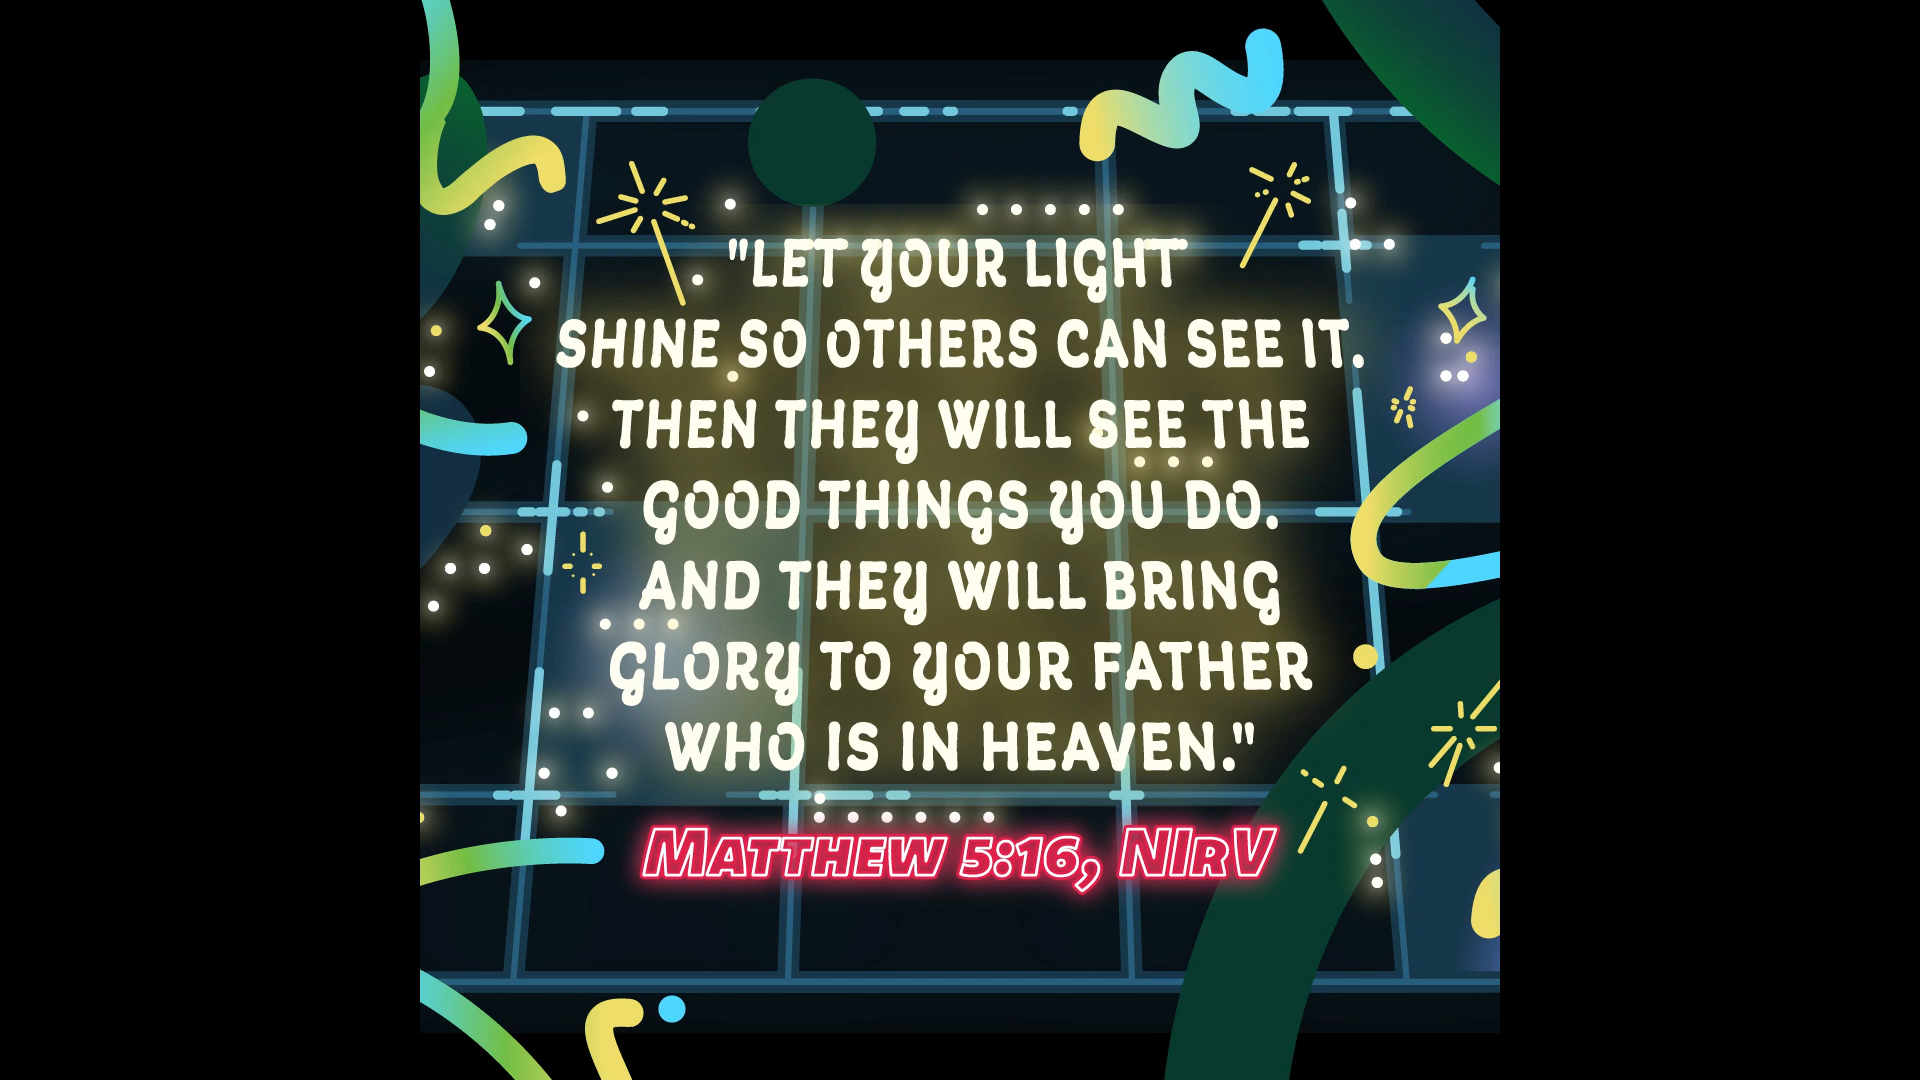 "LET YOUR LIGHT
SHINE SO OTHERS CAN SEE IT.
THEN THEY WILL SEE THE
GOOD THINGS YOU DO.
AND THEY WILL BRING
GLORY TO YOUR FATHER
WHO IS IN HEAVEN."
MATTHEW 5:16, NIRV